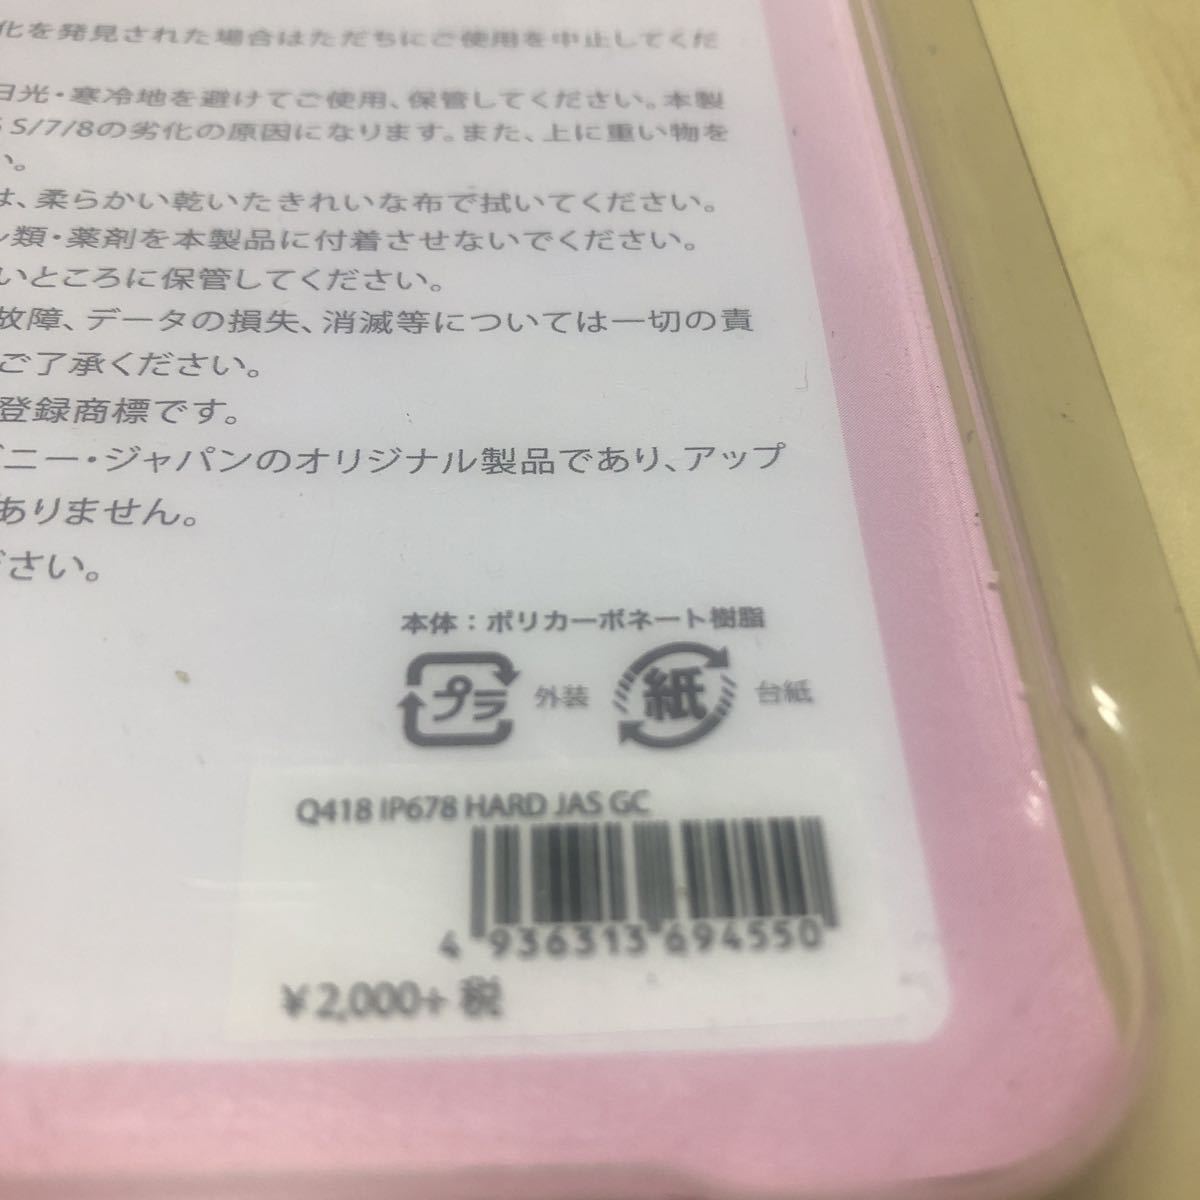 化を発見された場合はただちにご使用を中止してくだ
日光・寒冷地を避けてご使用、保管してください。本製
S/7/8の劣化の原因になります。また、上に重い物を
い。
は、柔らかい乾いたきれいな布で拭いてください。
類・薬剤を本製品に付着させないでください。
いところに保管してください。
故障、データの損失、消滅等については一切の責
ご了承ください。
登録商標です。
ニー・ジャパンのオリジナル製品であり、アップ
ありません。
ださい。
本体：ポリカーボネート樹脂
プラ 外装 紙 台紙
Q418 IP678 HARD JAS GC
4 936313 694550
¥2,000+ 税